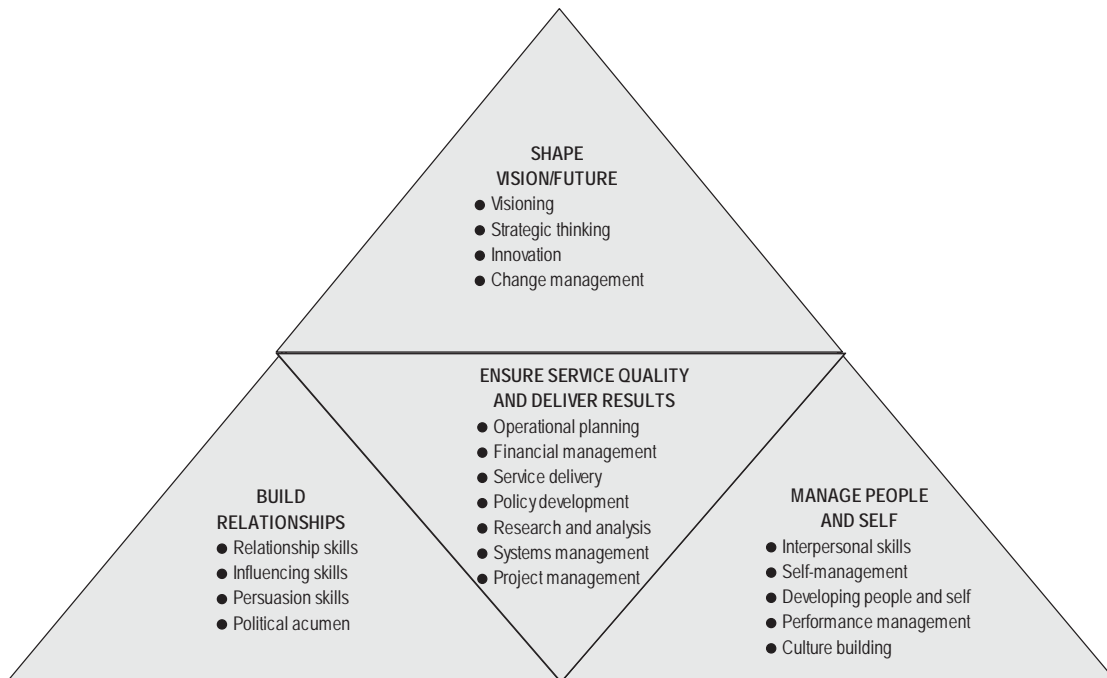 SHAPE
VISION/FUTURE
● Visioning
● Strategic thinking
● Innovation
● Change management
ENSURE SERVICE QUALITY
AND DELIVER RESULTS
● Operational planning
● Financial management
● Service delivery
● Policy development
● Research and analysis
● Systems management
● Project management
BUILD
RELATIONSHIPS
● Relationship skills
● Influencing skills
● Persuasion skills
● Political acumen
MANAGE PEOPLE
AND SELF
● Interpersonal skills
● Self-management
● Developing people and self
● Performance management
● Culture building